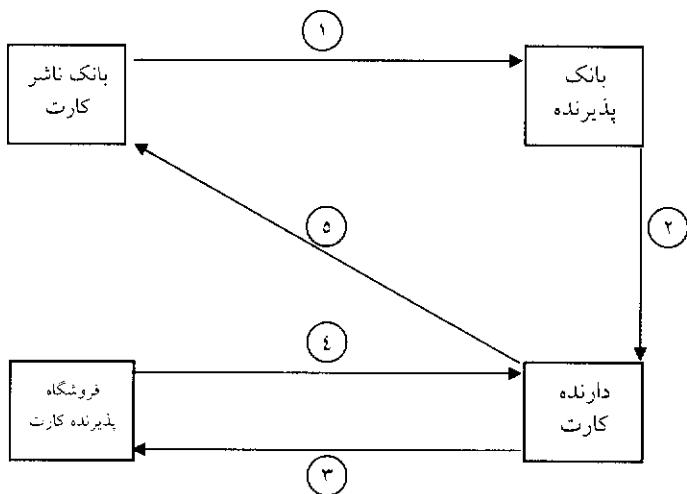 ۱
بانک ناشر
کارت
بانک
پذیرنده
۵
۲
٤
فروشگاه
پذیرنده کارت
دارنده
کارت
۳